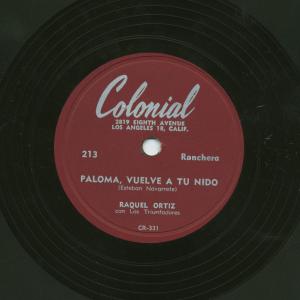 Colonial
2819 EIGHTH AVENUE
LOS ANGELES 18, CALIF.
213 Ranchera
PALOMA, VUELVE A TU NIDO
(Esteban Navarrete)
RAQUEL ORTIZ
con Los Triunfadores
CR-331